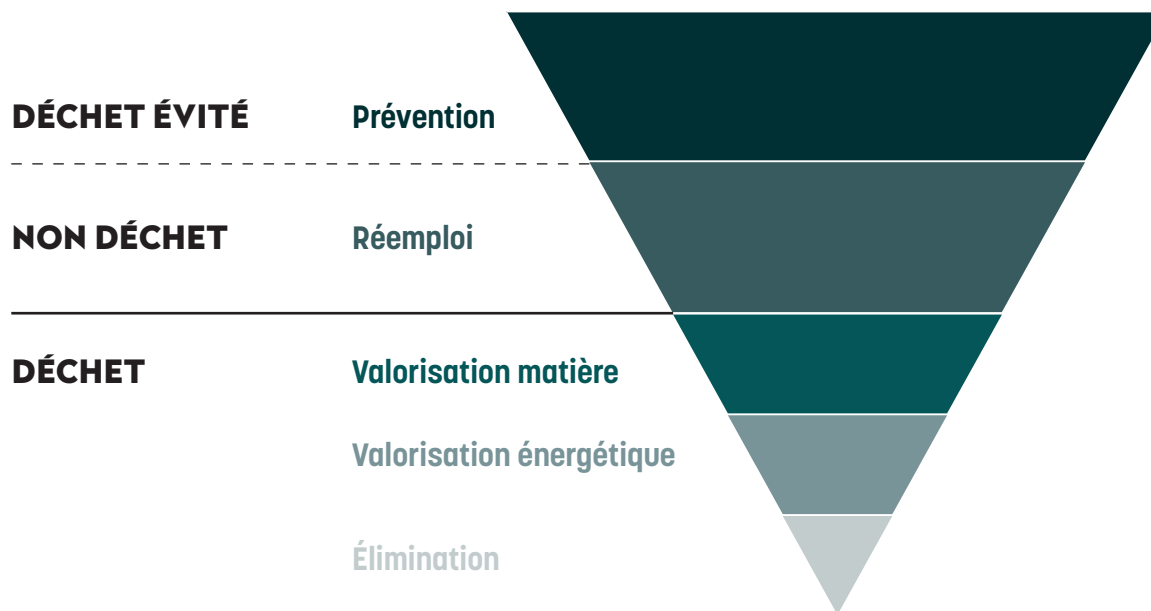 DÉCHET ÉVITÉ Prévention
NON DÉCHET Réemploi
DÉCHET Valorisation matière
Valorisation énergétique
Élimination